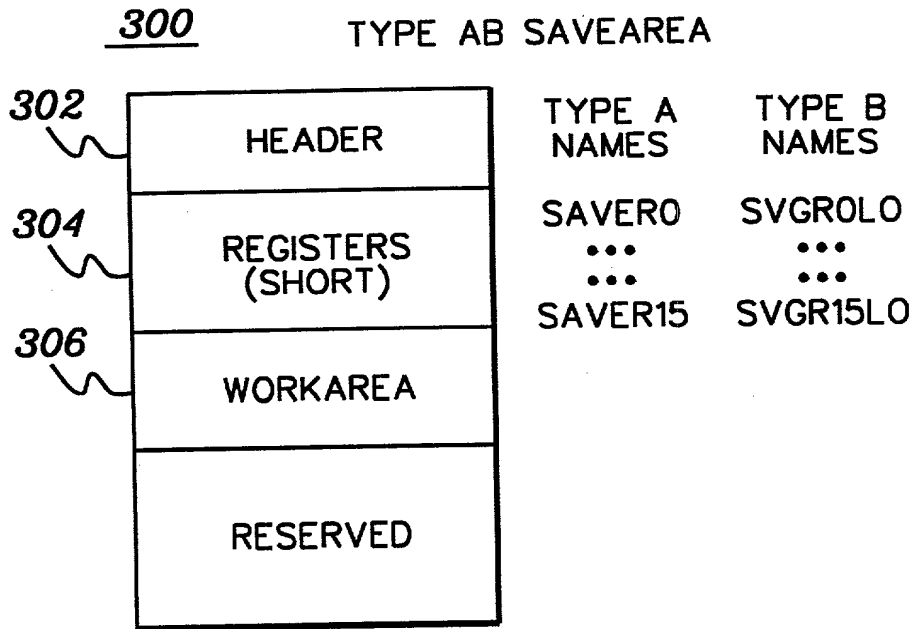 300 TYPE AB SAVEAREA
302 HEADER TYPE A NAMES TYPE B NAMES
304 REGISTERS (SHORT) SAVER0 SVGR0LO
••• •••
••• •••
SAVER15 SVGR15LO
306 WORKAREA
RESERVED